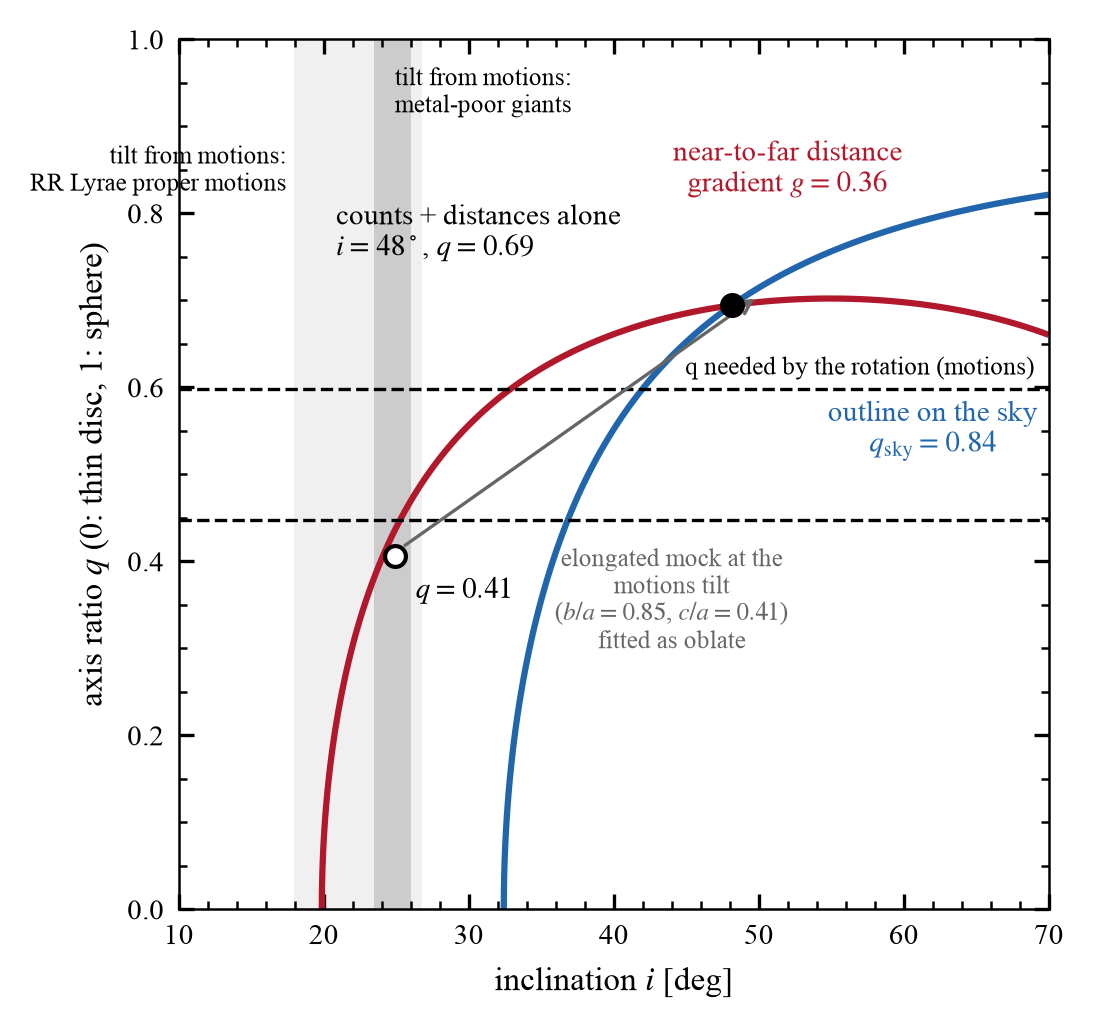 1.0
0.8
0.6
0.4
0.2
0.0
axis ratio q (0: thin disc, 1: sphere)
tilt from motions:
metal-poor giants
tilt from motions:
RR Lyrae proper motions
near-to-far distance
gradient g = 0.36
counts + distances alone
i = 48°, q = 0.69
q needed by the rotation (motions)
outline on the sky
qsky = 0.84
elongated mock at the
motions tilt
(b/a = 0.85, c/a = 0.41)
fitted as oblate
q = 0.41
10 20 30 40 50 60 70
inclination i [deg]